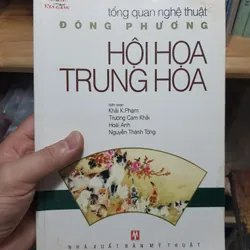 tổng quan nghệ thuật
ĐÔNG PHƯƠNG
HỘI HỌA
TRUNG HOA
Khải K.Phạm
Trương Cam Khải
Hoài Anh
Nguyễn Thành Tống
NHÀ XUẤT BẢN MỸ THUẬT